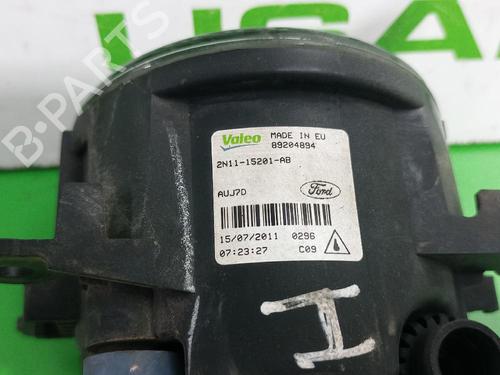 B-PARTS
Valeo MADE IN EU
89204894
2N11-15201-AB
AUJ7D Ford
15/07/2011 0296
07:23:27 C09
H